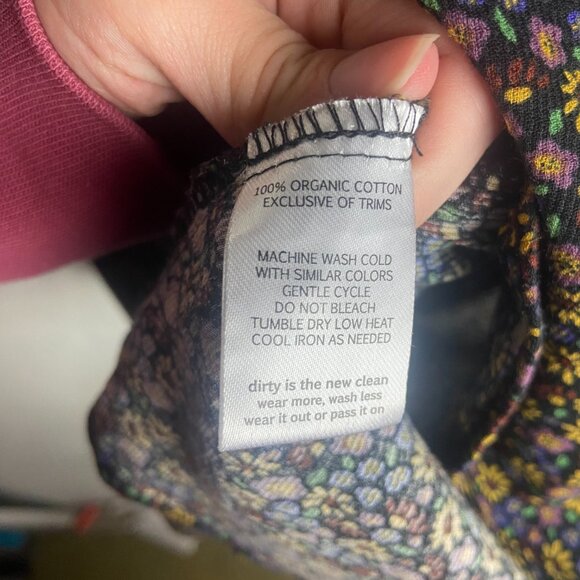 100% ORGANIC COTTON
EXCLUSIVE OF TRIMS
MACHINE WASH COLD
WITH SIMILAR COLORS
GENTLE CYCLE
DO NOT BLEACH
TUMBLE DRY LOW HEAT
COOL IRON AS NEEDED
dirty is the new clean
wear more, wash less
wear it out or pass it on